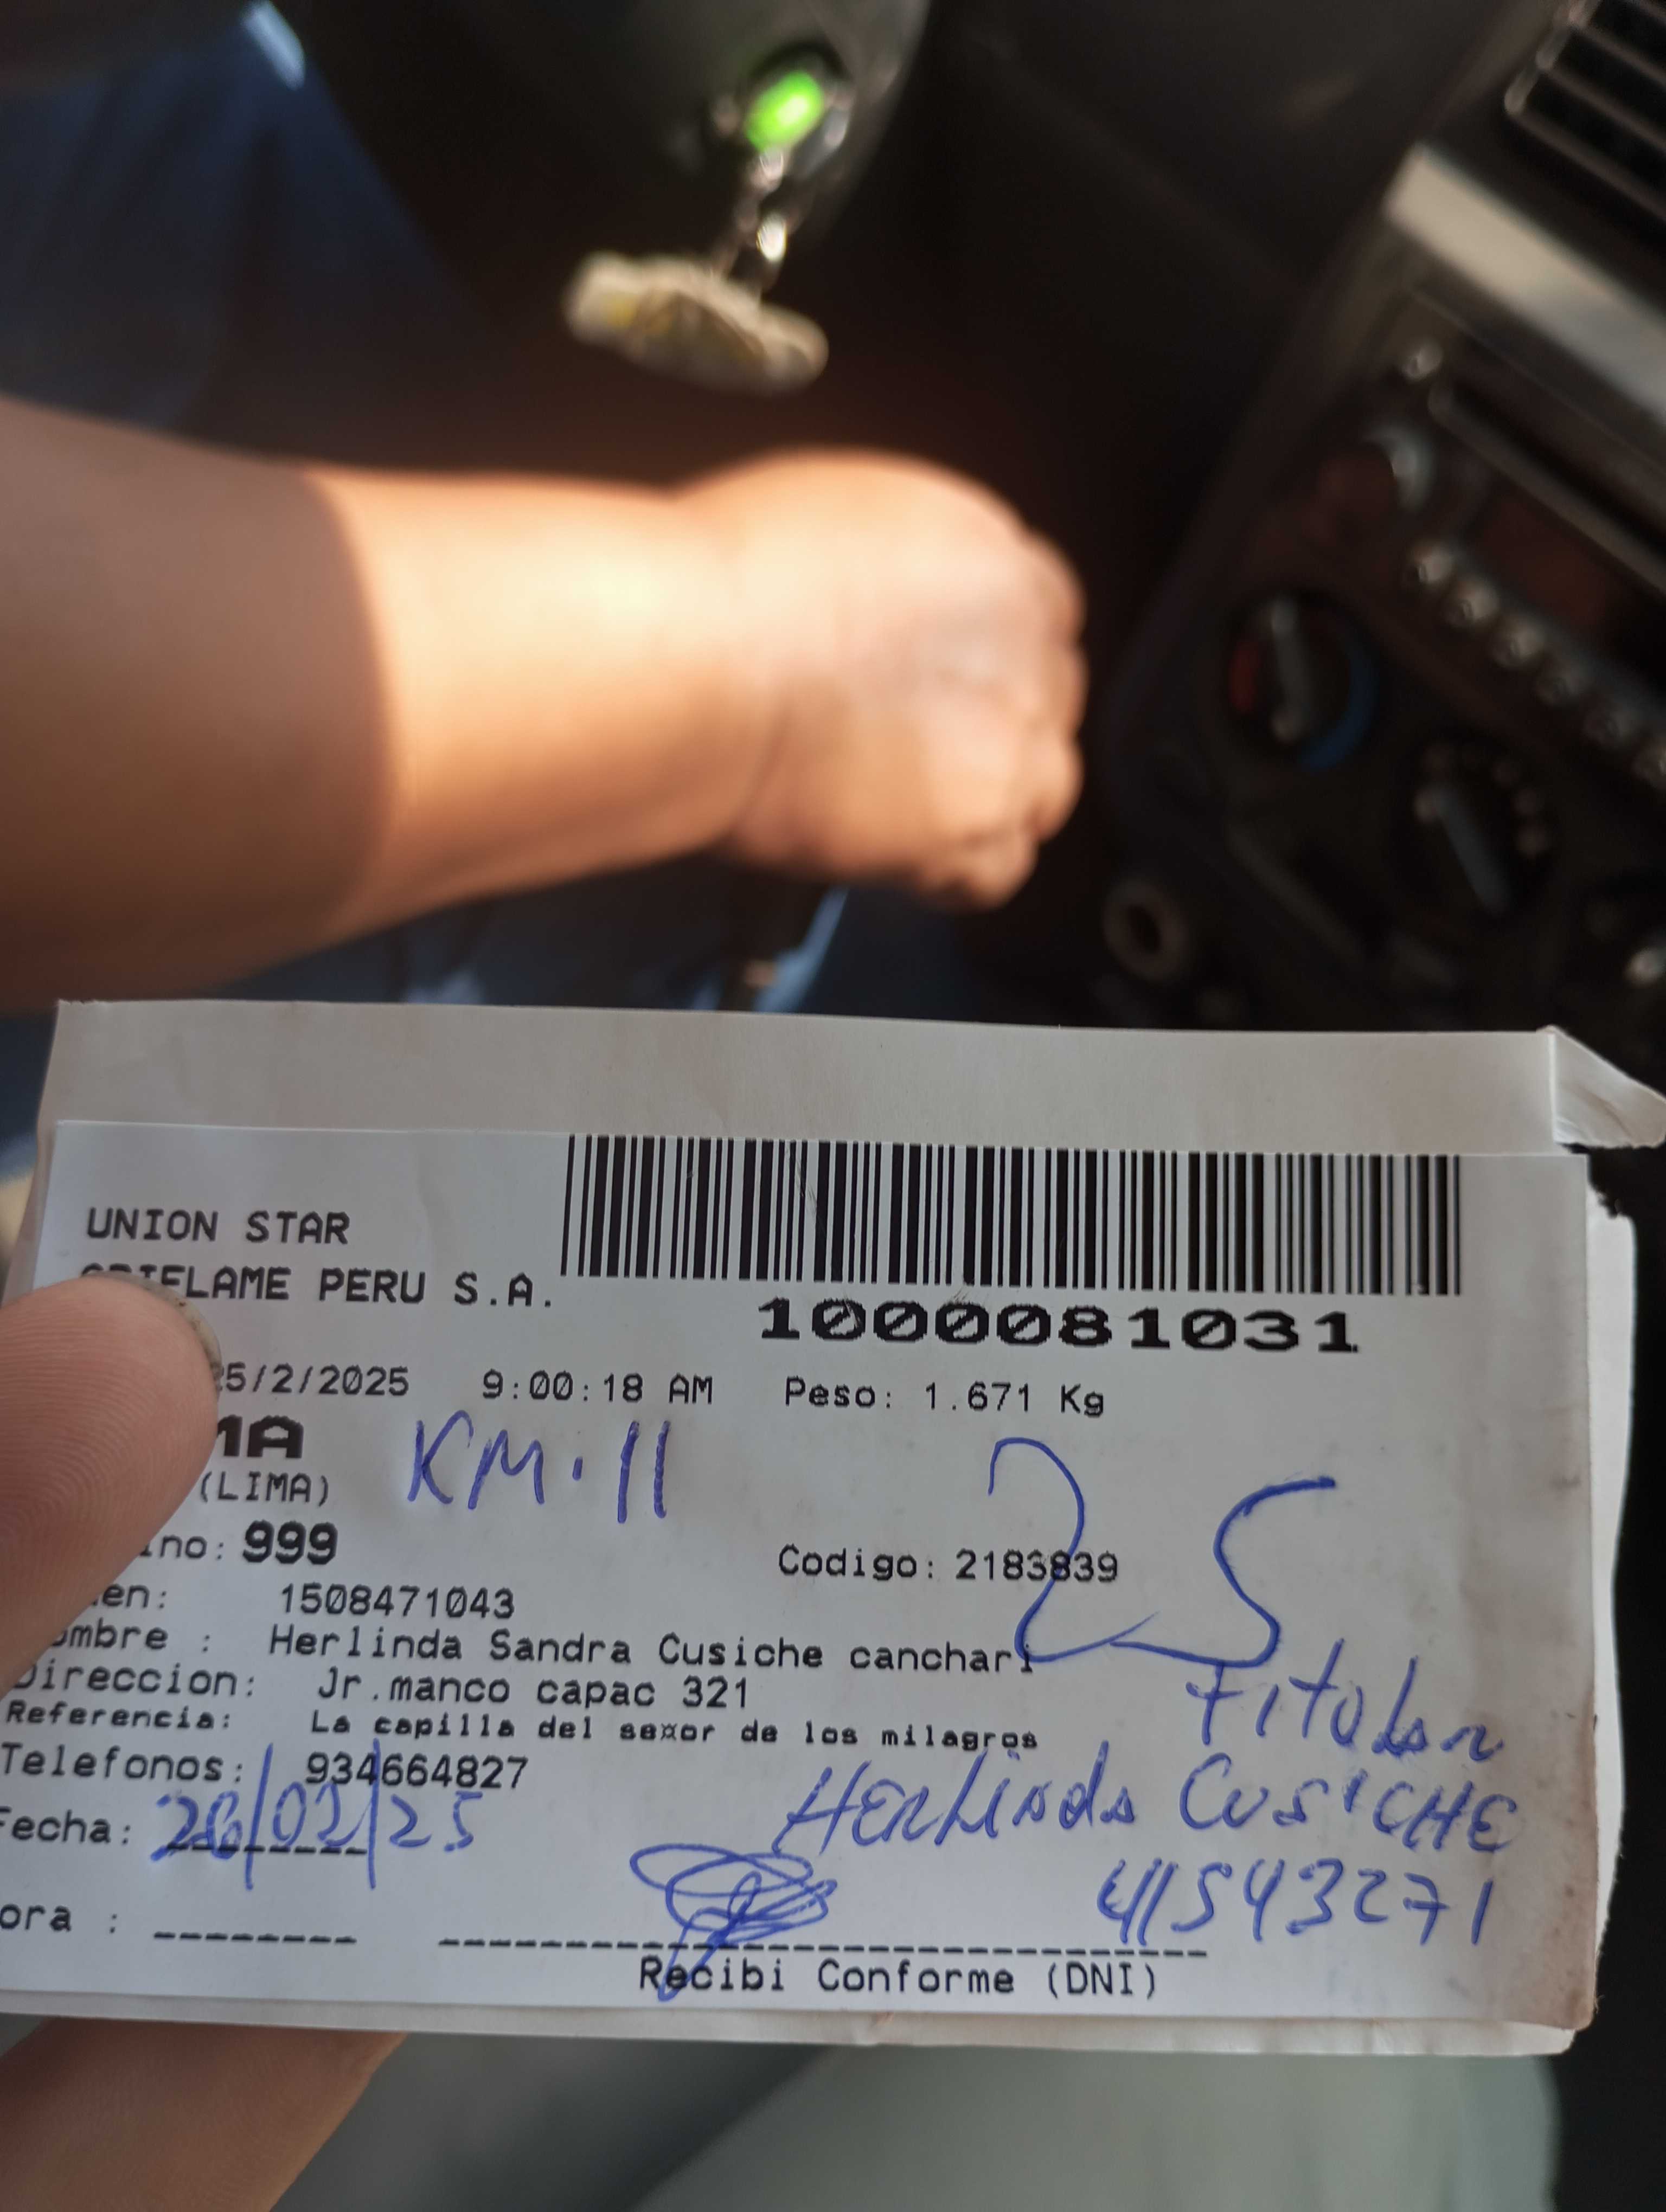 UNION STAR
ORIFLAME PERU S.A.
1000081031
25/2/2025 9:00:18 AM Peso: 1.671 Kg
(LIMA) KM.11 25
999
Codigo: 2183839
1508471043
Herlinda Sandra Cusiche canchari
Direccion: Jr.manco capac 321
Referencia: La capilla del se¤or de los milagros
Titular
Telefonos: 934664827
Herlinda CUSICHE
Fecha: 26/02/25
41543271
Recibi Conforme (DNI)